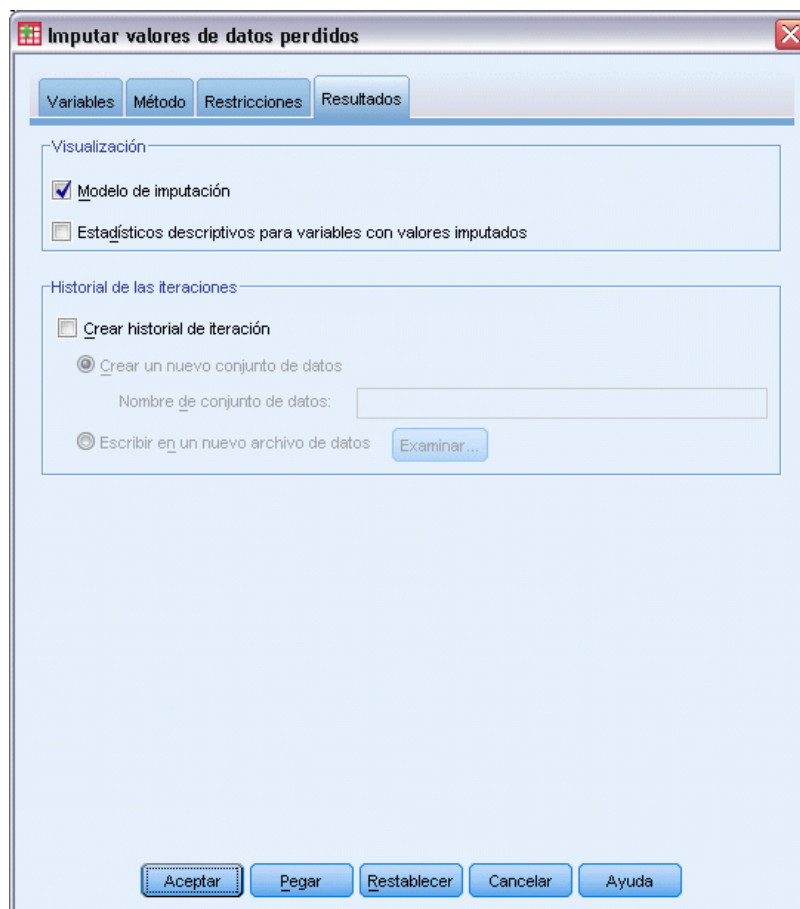 Imputar valores de datos perdidos
Variables Método Restricciones Resultados
Visualización
Modelo de imputación
Estadísticos descriptivos para variables con valores imputados
Historial de las iteraciones
Crear historial de iteración
Crear un nuevo conjunto de datos
Nombre de conjunto de datos:
Escribir en un nuevo archivo de datos Examinar...
Aceptar Pegar Restablecer Cancelar Ayuda